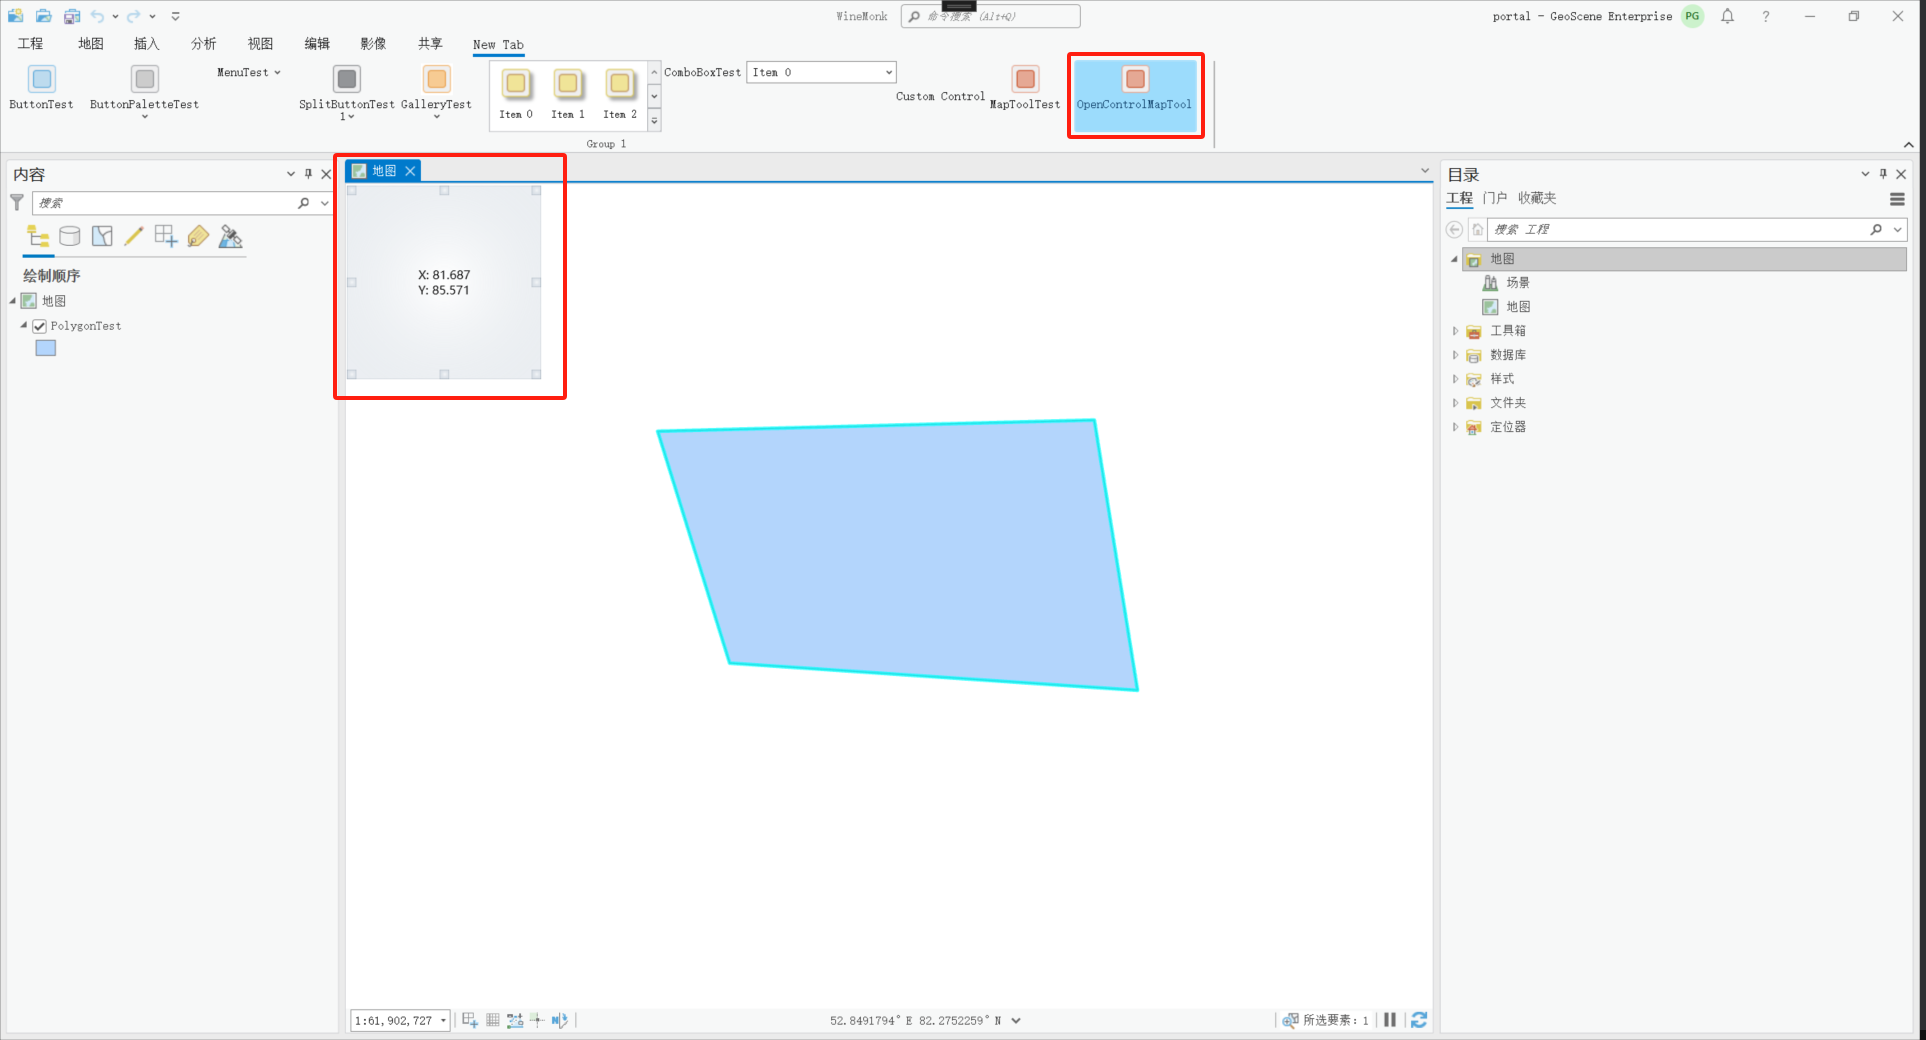 WineMonk
命令搜索 (Alt+Q)
portal - GeoScene Enterprise
PG
?
工程
地图
插入
分析
视图
编辑
影像
共享
New Tab
ButtonTest
ButtonPaletteTest
MenuTest
SplitButtonTest
1
GalleryTest
Item 0
Item 1
Item 2
ComboBoxTest
Item 0
Custom Control
MapToolTest
OpenControlMapTool
Group 1
内容
搜索
绘制顺序
地图
PolygonTest
地图
X: 81.687
Y: 85.571
目录
工程
门户
收藏夹
搜索 工程
地图
场景
地图
工具箱
数据库
样式
文件夹
定位器
1:61,902,727
52.8491794°E 82.2752259°N
所选要素: 1